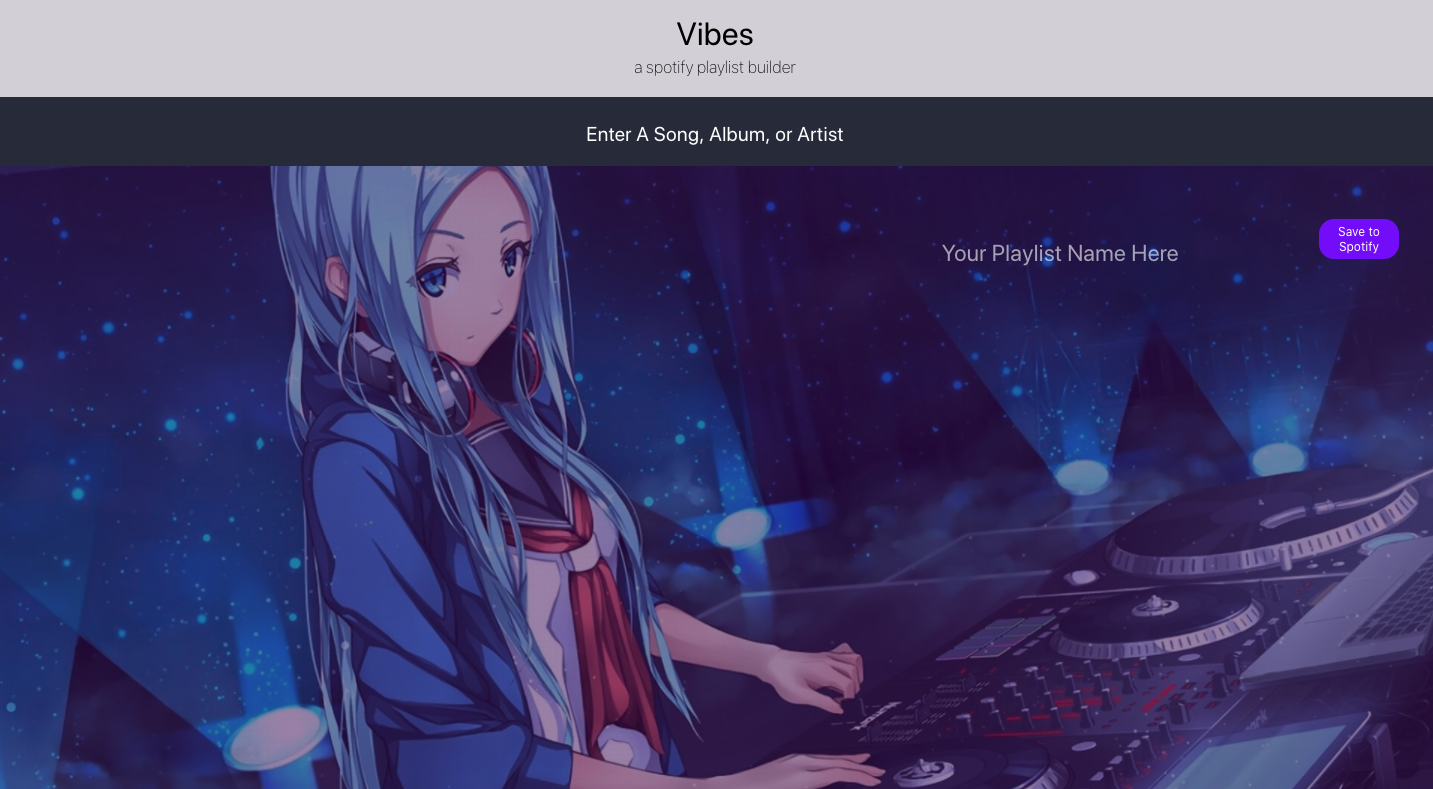 Vibes
a spotify playlist builder
Enter A Song, Album, or Artist
Your Playlist Name Here
Save to
Spotify